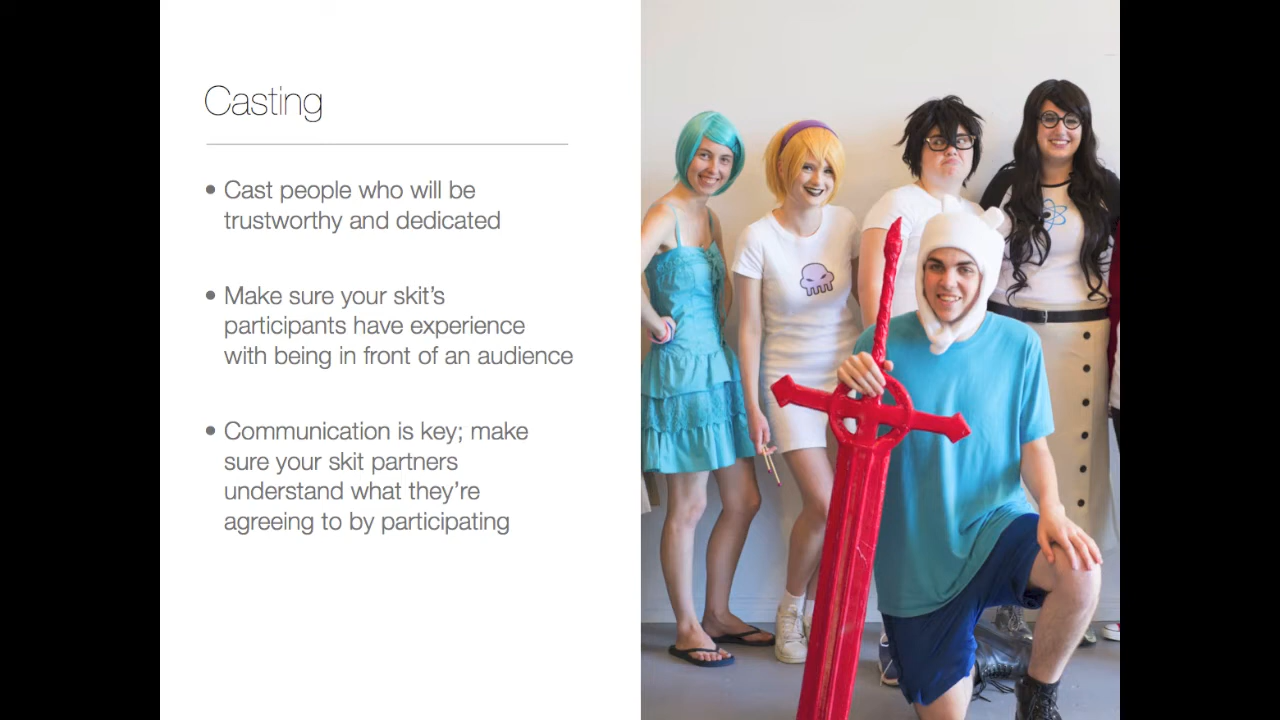 Casting
• Cast people who will be
trustworthy and dedicated
• Make sure your skit's
participants have experience
with being in front of an audience
• Communication is key; make
sure your skit partners
understand what they're
agreeing to by participating